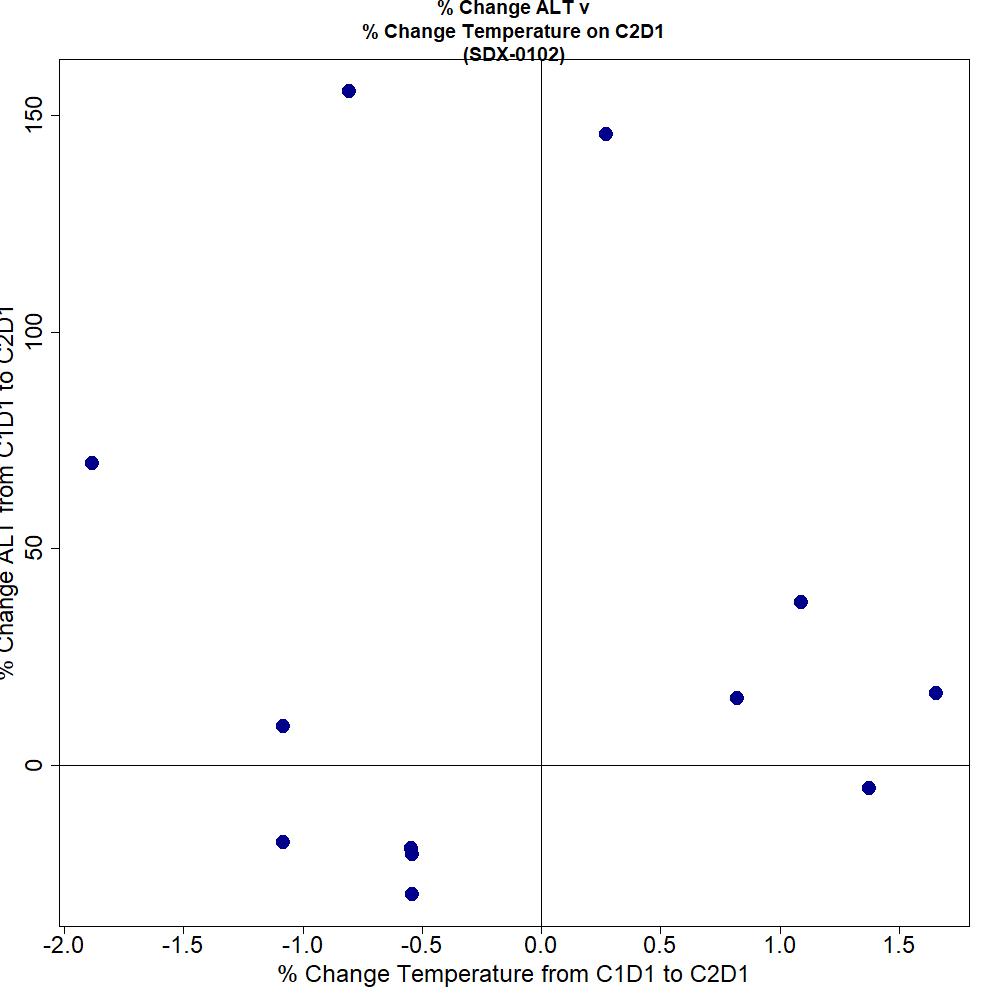 % Change ALT v
% Change Temperature on C2D1
(SDX-0102)
% Change ALT from C1D1 to C2D1
150
100
50
0
-2.0 -1.5 -1.0 -0.5 0.0 0.5 1.0 1.5
% Change Temperature from C1D1 to C2D1